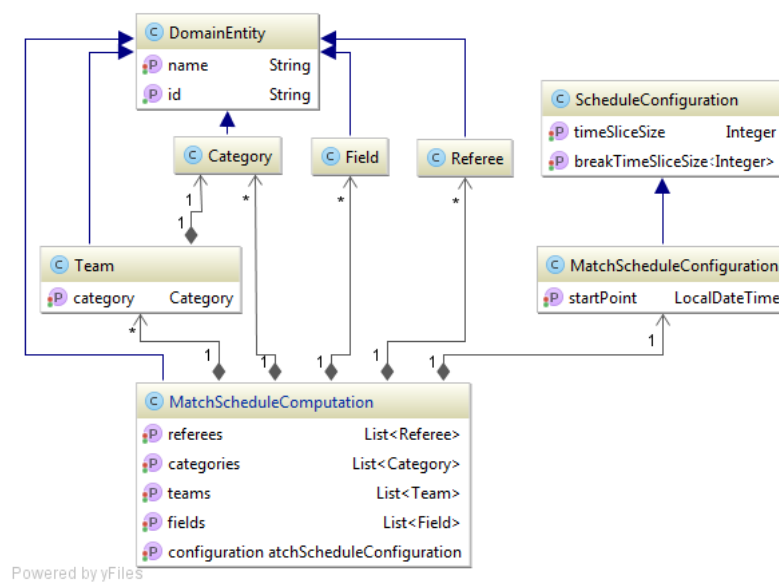 C DomainEntity
P name String
P id String
C ScheduleConfiguration
P timeSliceSize Integer
P breakTimeSliceSize<Integer>
C Category
C Field
C Referee
1
*
*
*
1
C Team
P category Category
C MatchScheduleConfiguration
P startPoint LocalDateTime
*
1
1
1
1
1
1
C MatchScheduleComputation
P referees List<Referee>
P categories List<Category>
P teams List<Team>
P fields List<Field>
P configuration atchScheduleConfiguration
Powered by yFiles